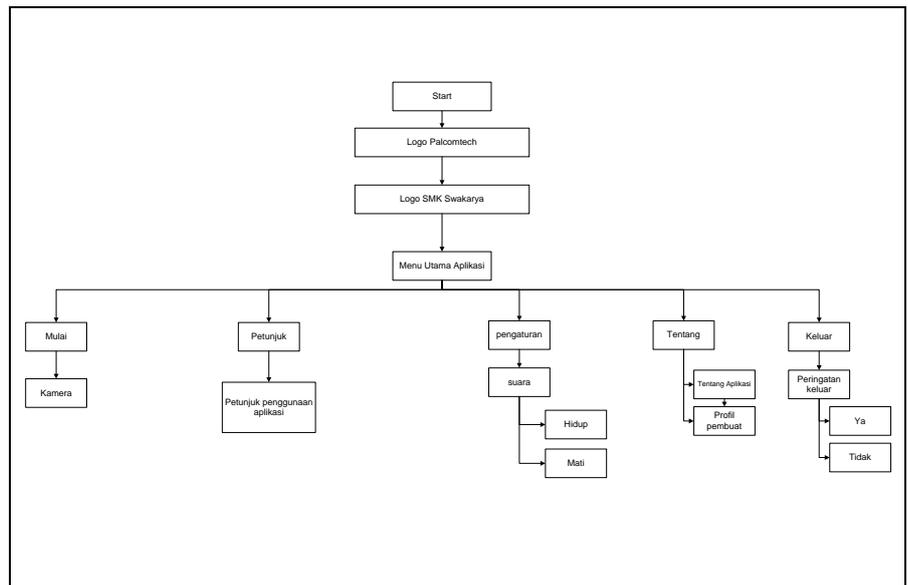 Start
Logo Palcomtech
Logo SMK Swakarya
Menu Utama Aplikasi
Mulai
Petunjuk
pengaturan
Tentang
Keluar
Kamera
Petunjuk penggunaan
aplikasi
suara
Tentang Aplikasi
Peringatan
keluar
Hidup
Profil
pembuat
Ya
Mati
Tidak